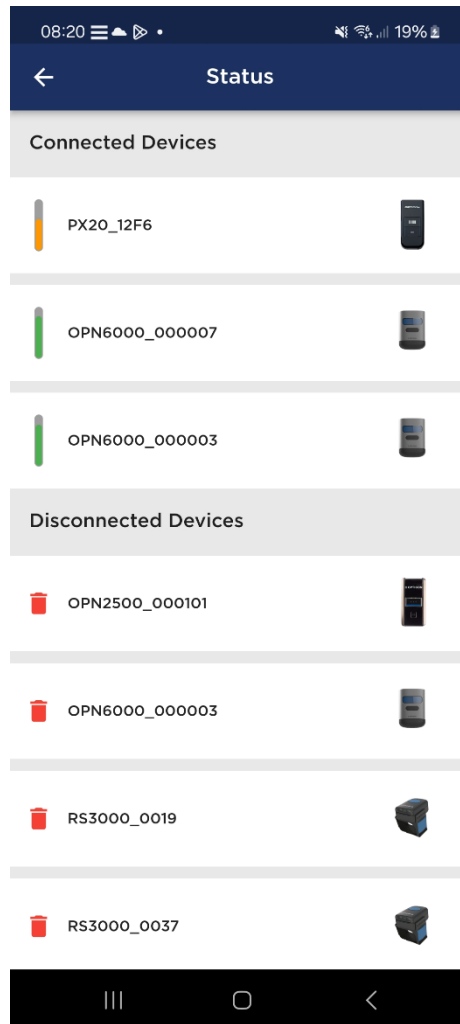 08:20
19%
Status
Connected Devices
PX20_12F6
OPN6000_000007
OPN6000_000003
Disconnected Devices
OPN2500_000101
OPN6000_000003
RS3000_0019
RS3000_0037